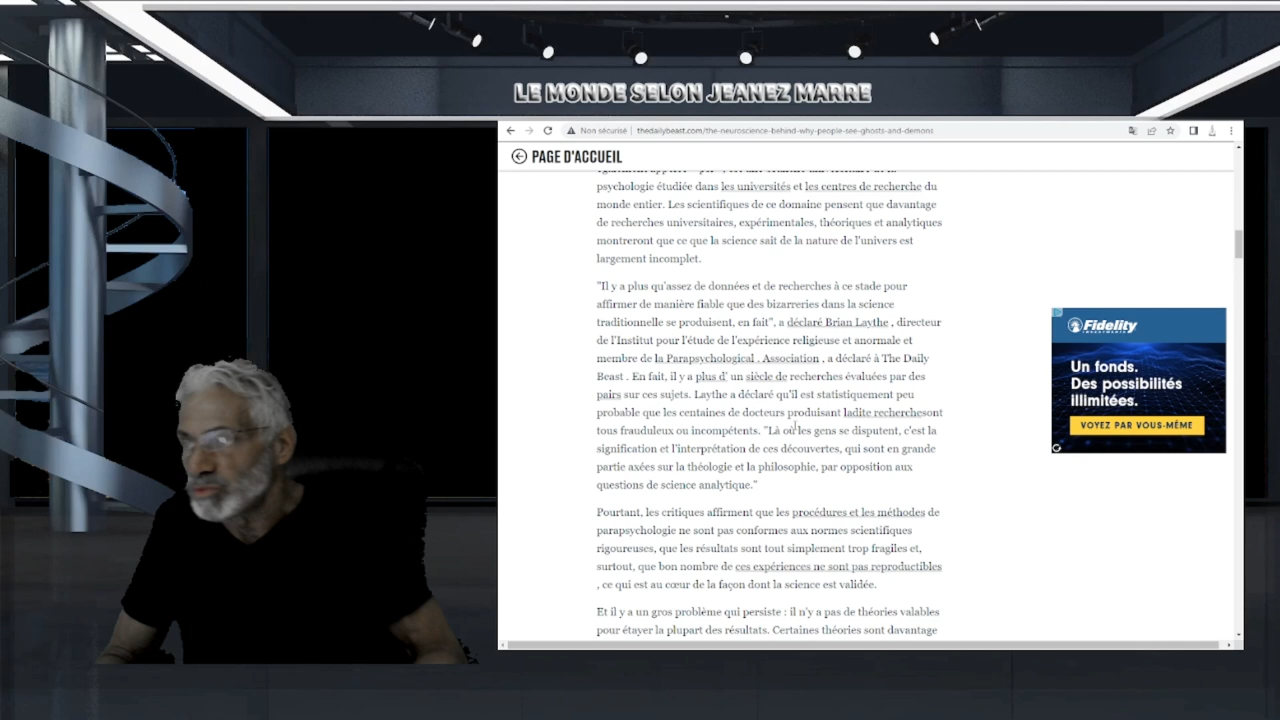 LE MONDE SELON JEANEZ MARRE
Non sécurisé | thedailybeast.com/the-neuroscience-behind-why-people-see-ghosts-and-demons
PAGE D'ACCUEIL
psychologie étudiée dans les universités et les centres de recherche du
monde entier. Les scientifiques de ce domaine pensent que davantage
de recherches universitaires, expérimentales, théoriques et analytiques
montreront que ce que la science sait de la nature de l'univers est
largement incomplet.
"Il y a plus qu'assez de données et de recherches à ce stade pour
affirmer de manière fiable que des bizarreries dans la science
traditionnelle se produisent, en fait", a déclaré Brian Laythe , directeur
de l'Institut pour l'étude de l'expérience religieuse et anormale et
membre de la Parapsychological . Association , a déclaré à The Daily
Beast . En fait, il y a plus d' un siècle de recherches évaluées par des
pairs sur ces sujets. Laythe a déclaré qu'il est statistiquement peu
probable que les centaines de docteurs produisant ladite recherchesont
tous frauduleux ou incompétents. "Là où les gens se disputent, c'est la
signification et l'interprétation de ces découvertes, qui sont en grande
partie axées sur la théologie et la philosophie, par opposition aux
questions de science analytique."
Pourtant, les critiques affirment que les procédures et les méthodes de
parapsychologie ne sont pas conformes aux normes scientifiques
rigoureuses, que les résultats sont tout simplement trop fragiles et,
surtout, que bon nombre de ces expériences ne sont pas reproductibles
, ce qui est au cœur de la façon dont la science est validée.
Et il y a un gros problème qui persiste : il n'y a pas de théories valables
pour étayer la plupart des résultats. Certaines théories sont davantage
Fidelity
Un fonds.
Des possibilités
illimitées.
VOYEZ PAR VOUS-MÊME